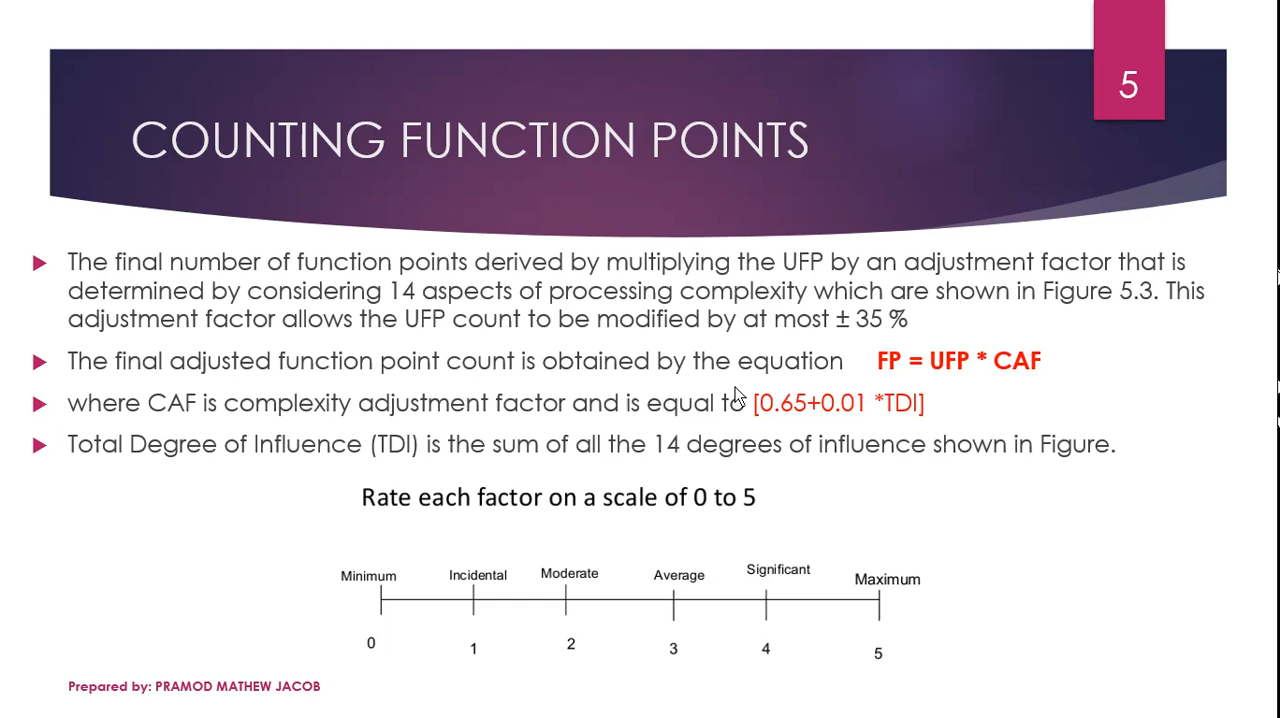 5
COUNTING FUNCTION POINTS
The final number of function points derived by multiplying the UFP by an adjustment factor that is
determined by considering 14 aspects of processing complexity which are shown in Figure 5.3. This
adjustment factor allows the UFP count to be modified by at most ± 35 %
The final adjusted function point count is obtained by the equation FP = UFP * CAF
where CAF is complexity adjustment factor and is equal to [0.65+0.01 *TDI]
Total Degree of Influence (TDI) is the sum of all the 14 degrees of influence shown in Figure.
Rate each factor on a scale of 0 to 5
Minimum Incidental Moderate Average Significant Maximum
0 1 2 3 4 5
Prepared by: PRAMOD MATHEW JACOB